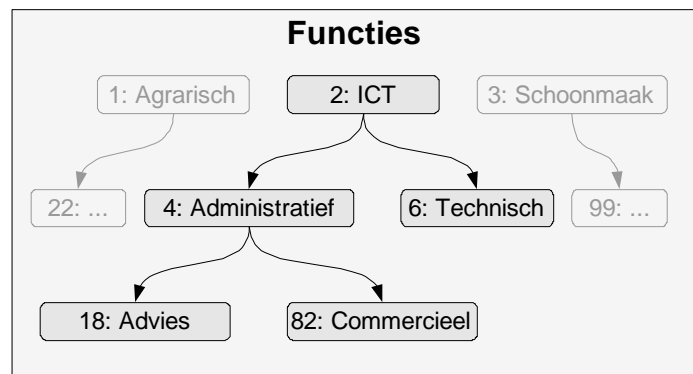 Functies
1: Agrarisch
2: ICT
3: Schoonmaak
22: ...
4: Administratief
6: Technisch
99: ...
18: Advies
82: Commercieel